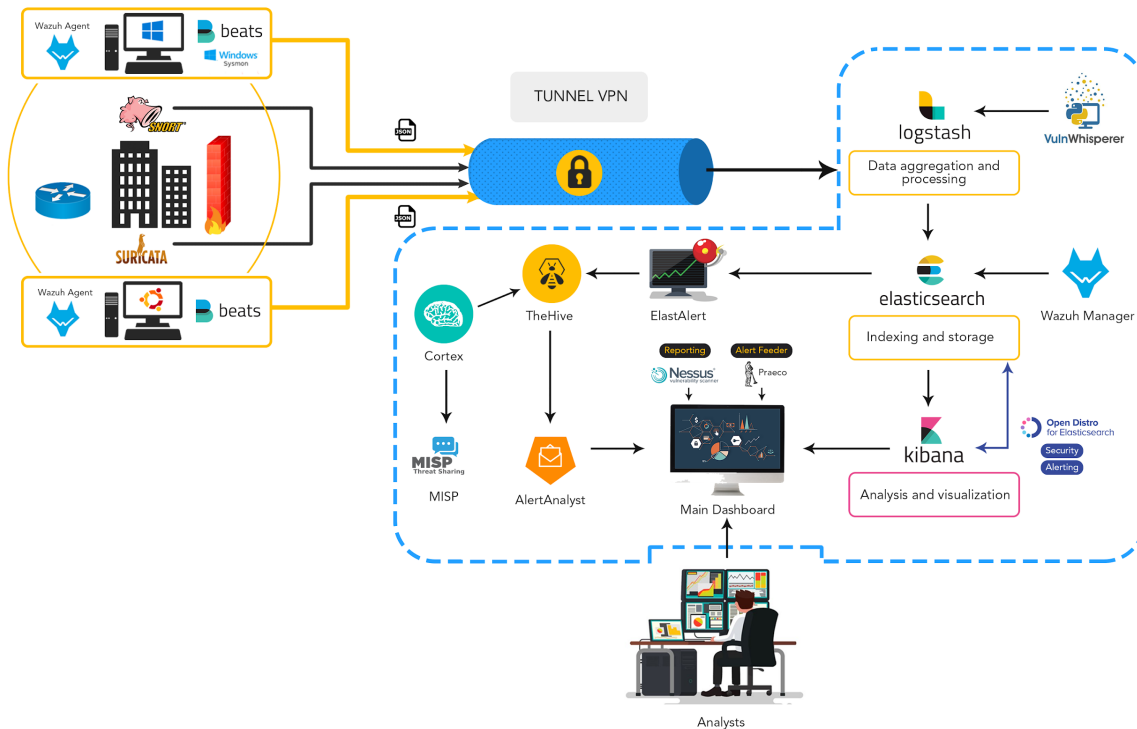 Wazuh Agent
beats
Windows
Sysmon
SNORT
SURICATA
Wazuh Agent
beats
JSON
JSON
TUNNEL VPN
logstash
VulnWhisperer
Data aggregation and
processing
elasticsearch
Wazuh Manager
Indexing and storage
TheHive
ElastAlert
Cortex
Reporting
Nessus
vulnerability scanner
Alert Feeder
Praeco
MISP
Threat Sharing
MISP
AlertAnalyst
Main Dashboard
kibana
Open Distro
for Elasticsearch
Security
Alerting
Analysis and visualization
Analysts